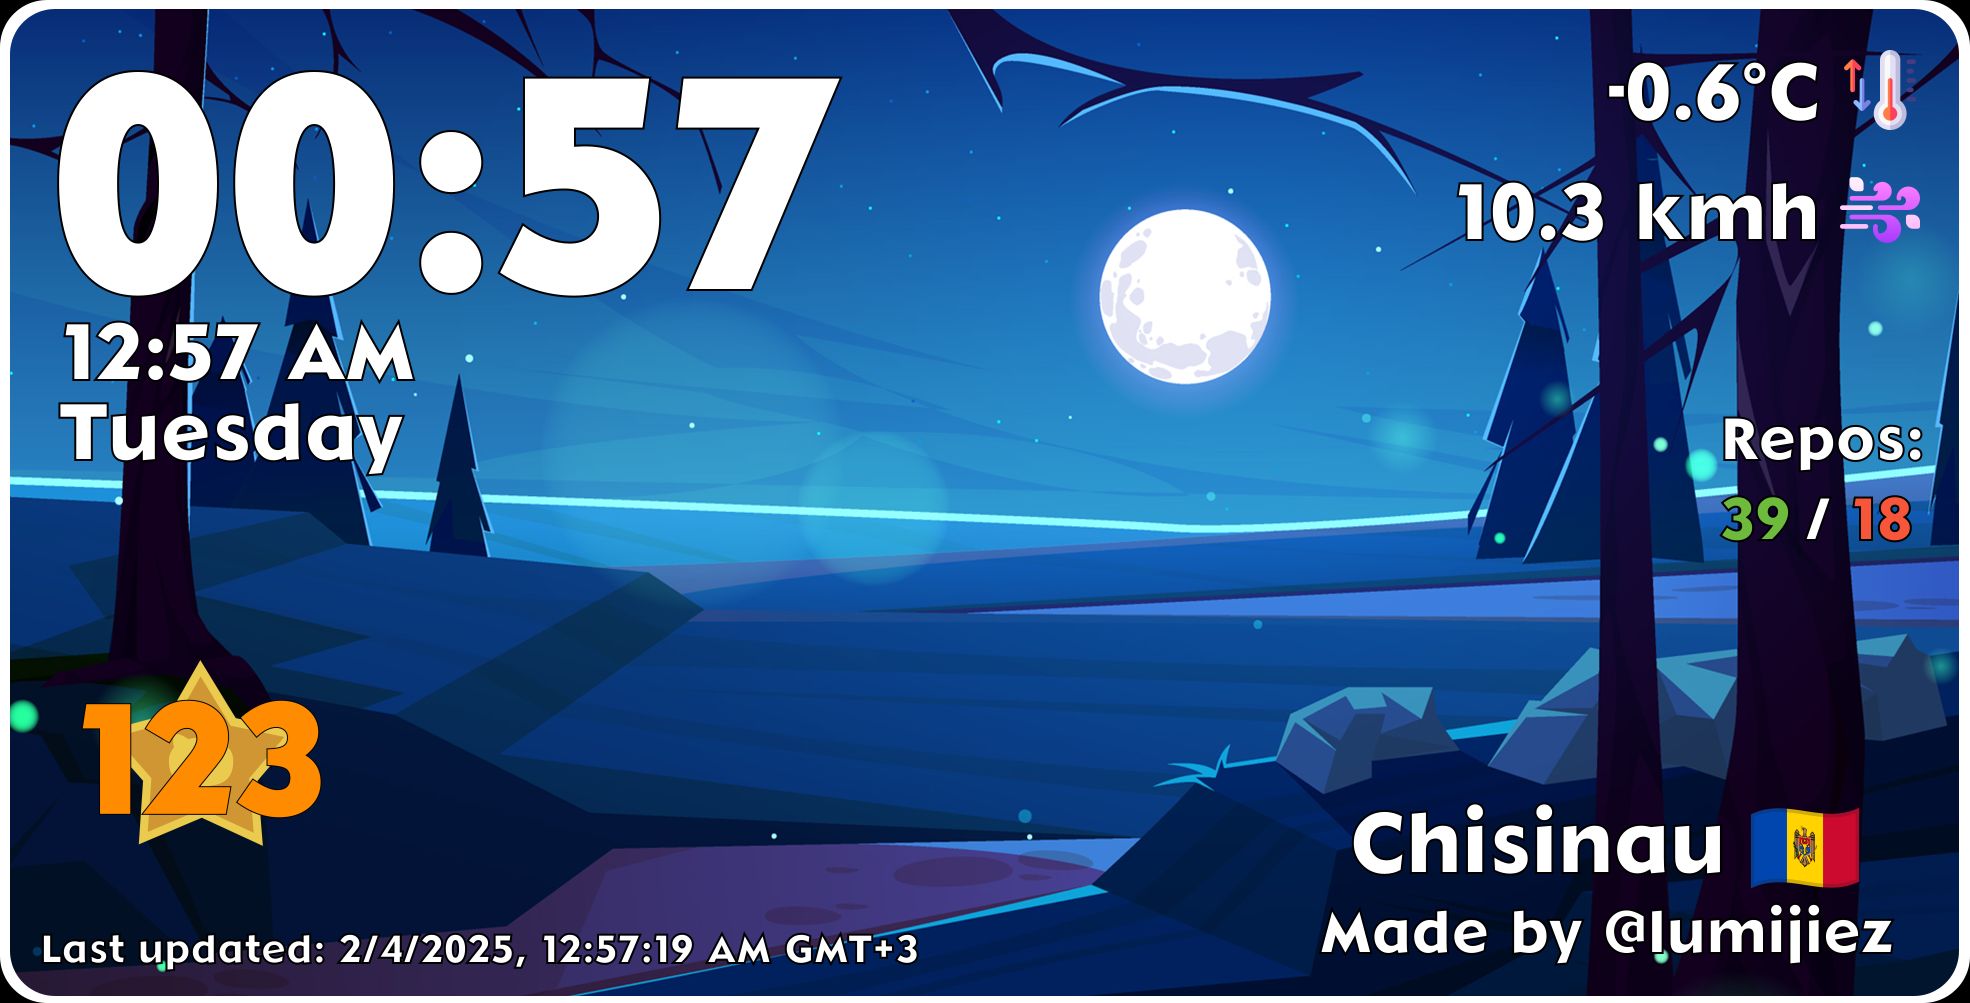 00:57
12:57 AM
Tuesday
-0.6°C
10.3 kmh
Repos:
39 / 18
123
Chisinau
Made by @lumijiez
Last updated: 2/4/2025, 12:57:19 AM GMT+3